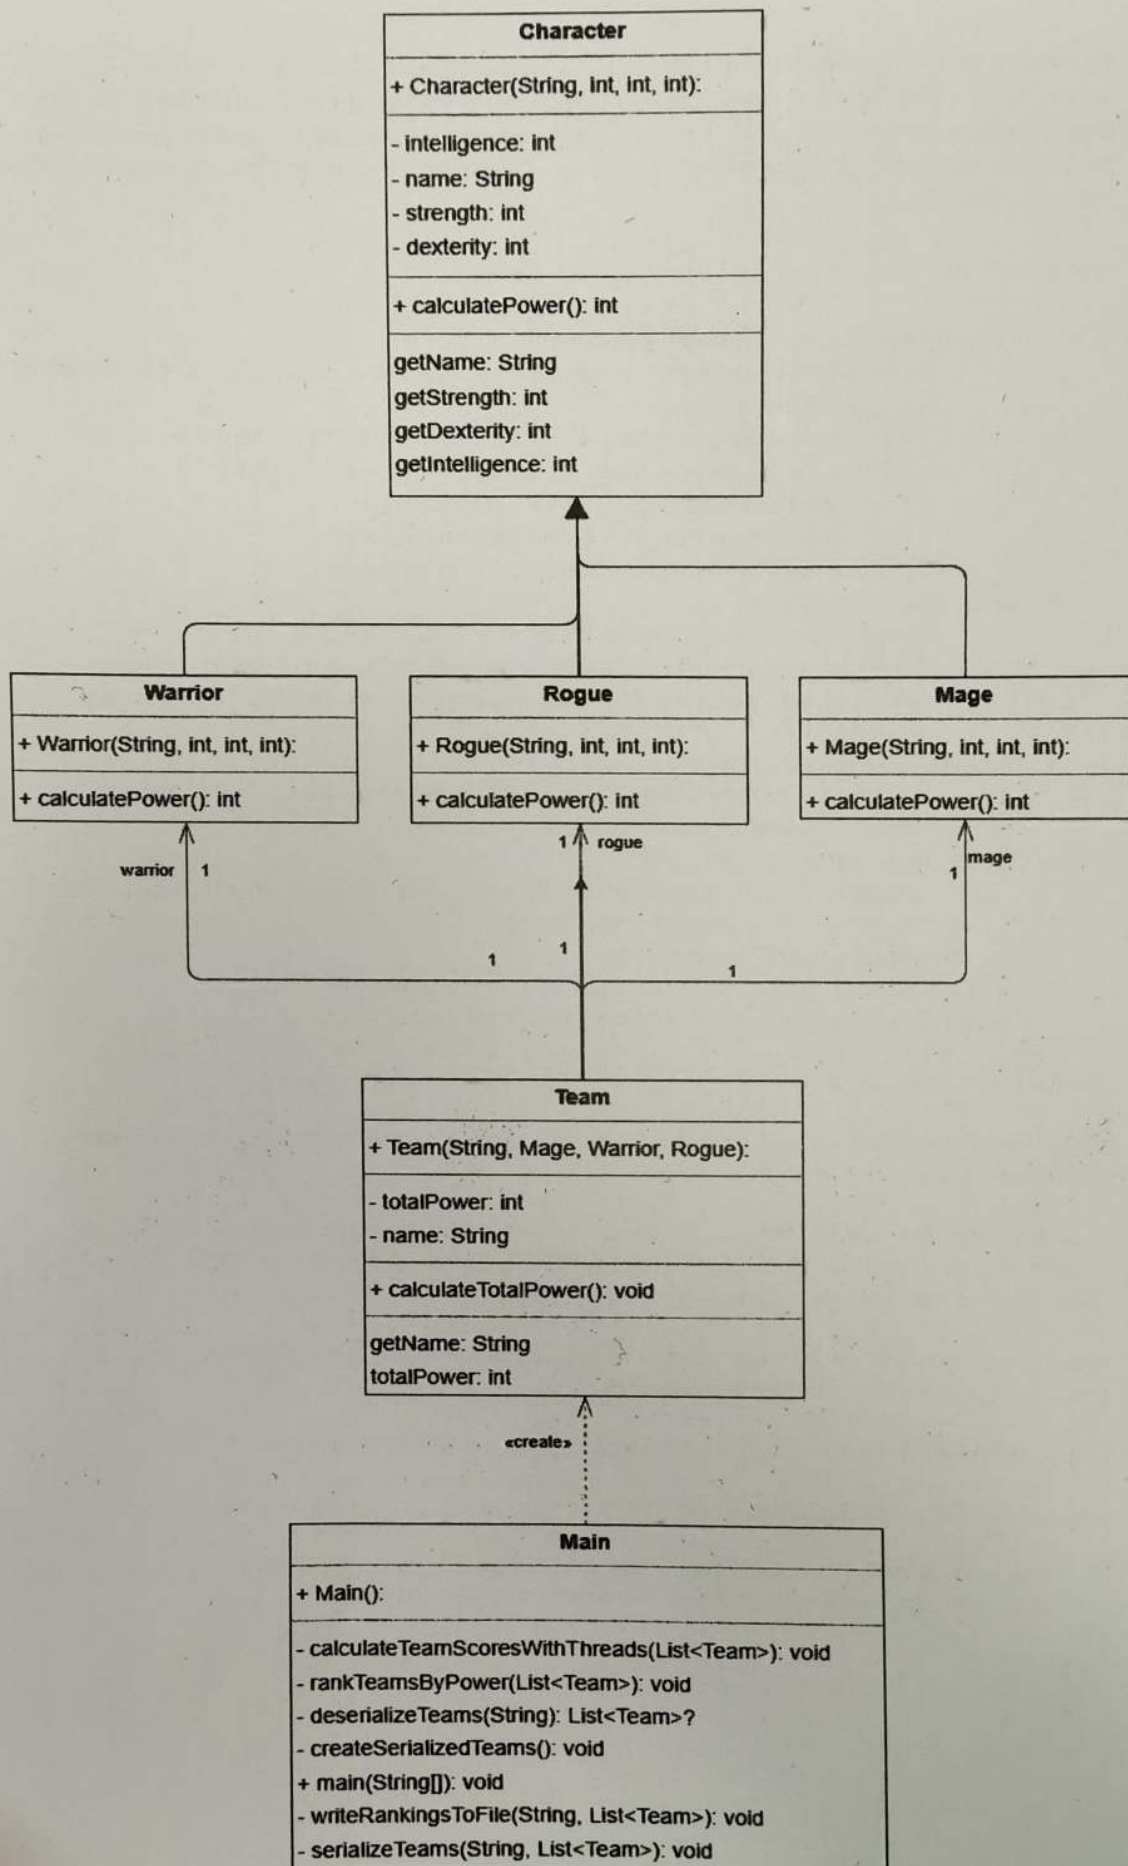 Character
+ Character(String, int, int, int):
- intelligence: int
- name: String
- strength: int
- dexterity: int
+ calculatePower(): int
getName: String
getStrength: int
getDexterity: int
getIntelligence: int
Warrior
+ Warrior(String, int, int, int):
+ calculatePower(): int
Rogue
+ Rogue(String, int, int, int):
+ calculatePower(): int
Mage
+ Mage(String, int, int, int):
+ calculatePower(): int
warrior 1
1 rogue
1 mage
1
1
1
Team
+ Team(String, Mage, Warrior, Rogue):
- totalPower: int
- name: String
+ calculateTotalPower(): void
getName: String
totalPower: int
«create»
Main
+ Main():
- calculateTeamScoresWithThreads(List<Team>): void
- rankTeamsByPower(List<Team>): void
- deserializeTeams(String): List<Team>?
- createSerializedTeams(): void
+ main(String[]): void
- writeRankingsToFile(String, List<Team>): void
- serializeTeams(String, List<Team>): void